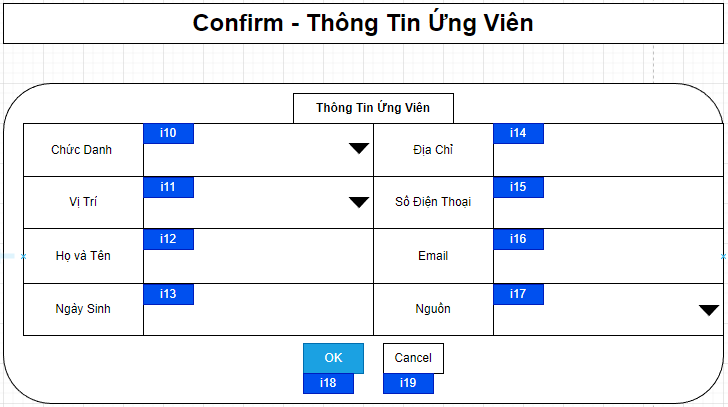 Confirm - Thông Tin Ứng Viên
Thông Tin Ứng Viên
Chức Danh
i10
Địa Chỉ
i14
Vị Trí
i11
Số Điện Thoại
i15
Họ và Tên
i12
Email
i16
Ngày Sinh
i13
Nguồn
i17
OK
Cancel
i18
i19